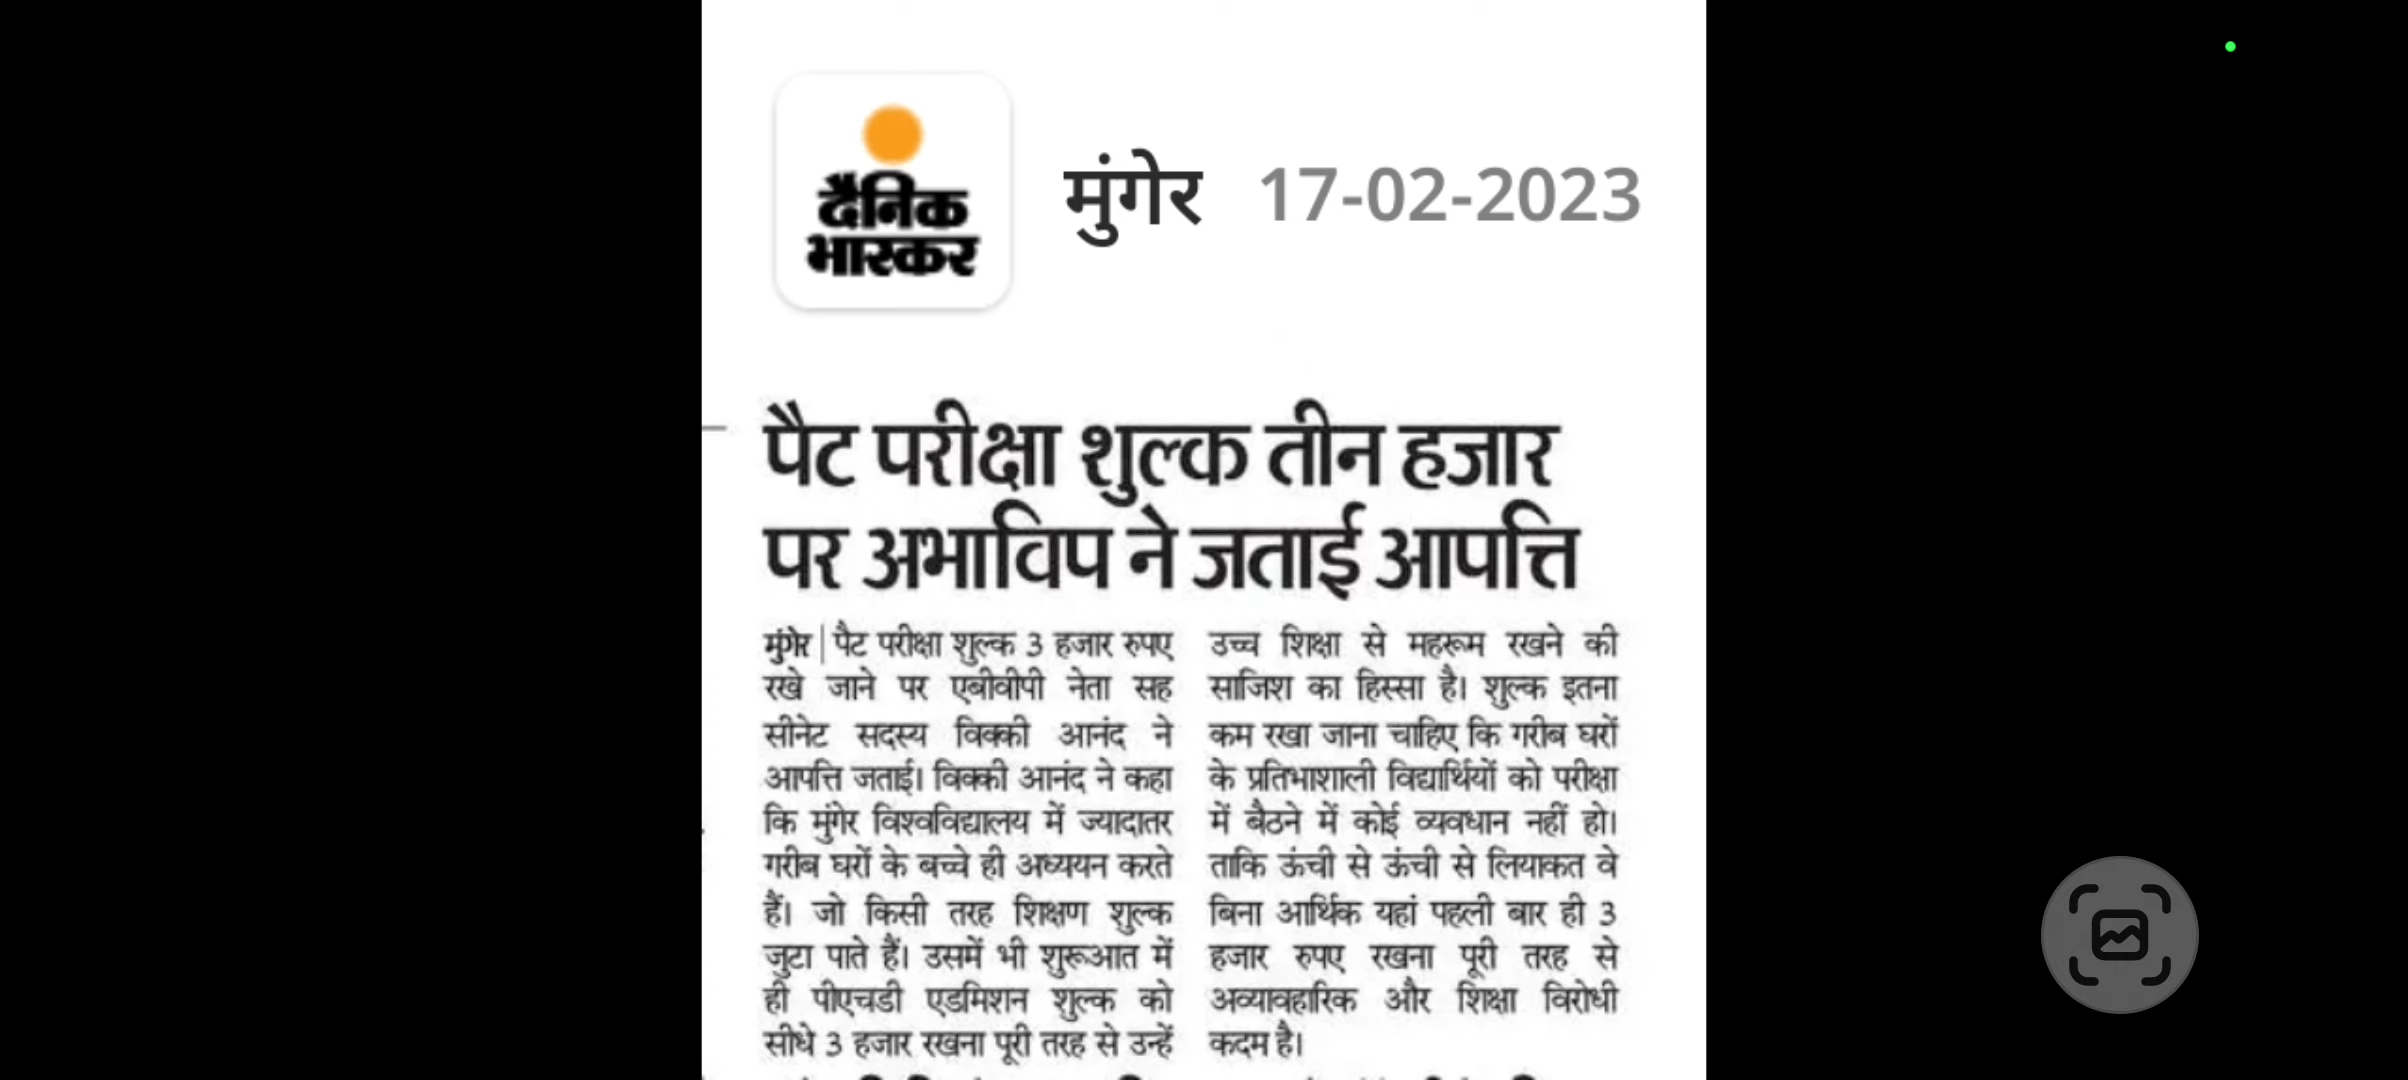 दैनिक
भास्कर
मुंगेर 17-02-2023
पैट परीक्षा शुल्क तीन हजार
पर अभाविप ने जताई आपत्ति
मुंगेर | पैट परीक्षा शुल्क 3 हजार रुपए
रखे जाने पर एबीवीपी नेता सह
सीनेट सदस्य विक्की आनंद ने
आपत्ति जताई। विक्की आनंद ने कहा
कि मुंगेर विश्वविद्यालय में ज्यादातर
गरीब घरों के बच्चे ही अध्ययन करते
हैं। जो किसी तरह शिक्षण शुल्क
जुटा पाते हैं। उसमें भी शुरूआत में
ही पीएचडी एडमिशन शुल्क को
सीधे 3 हजार रखना पूरी तरह से उन्हें
उच्च शिक्षा से महरूम रखने की
साजिश का हिस्सा है। शुल्क इतना
कम रखा जाना चाहिए कि गरीब घरों
के प्रतिभाशाली विद्यार्थियों को परीक्षा
में बैठने में कोई व्यवधान नहीं हो।
ताकि ऊंची से ऊंची से लियाकत वे
बिना आर्थिक यहां पहली बार ही 3
हजार रुपए रखना पूरी तरह से
अव्यावहारिक और शिक्षा विरोधी
कदम है।